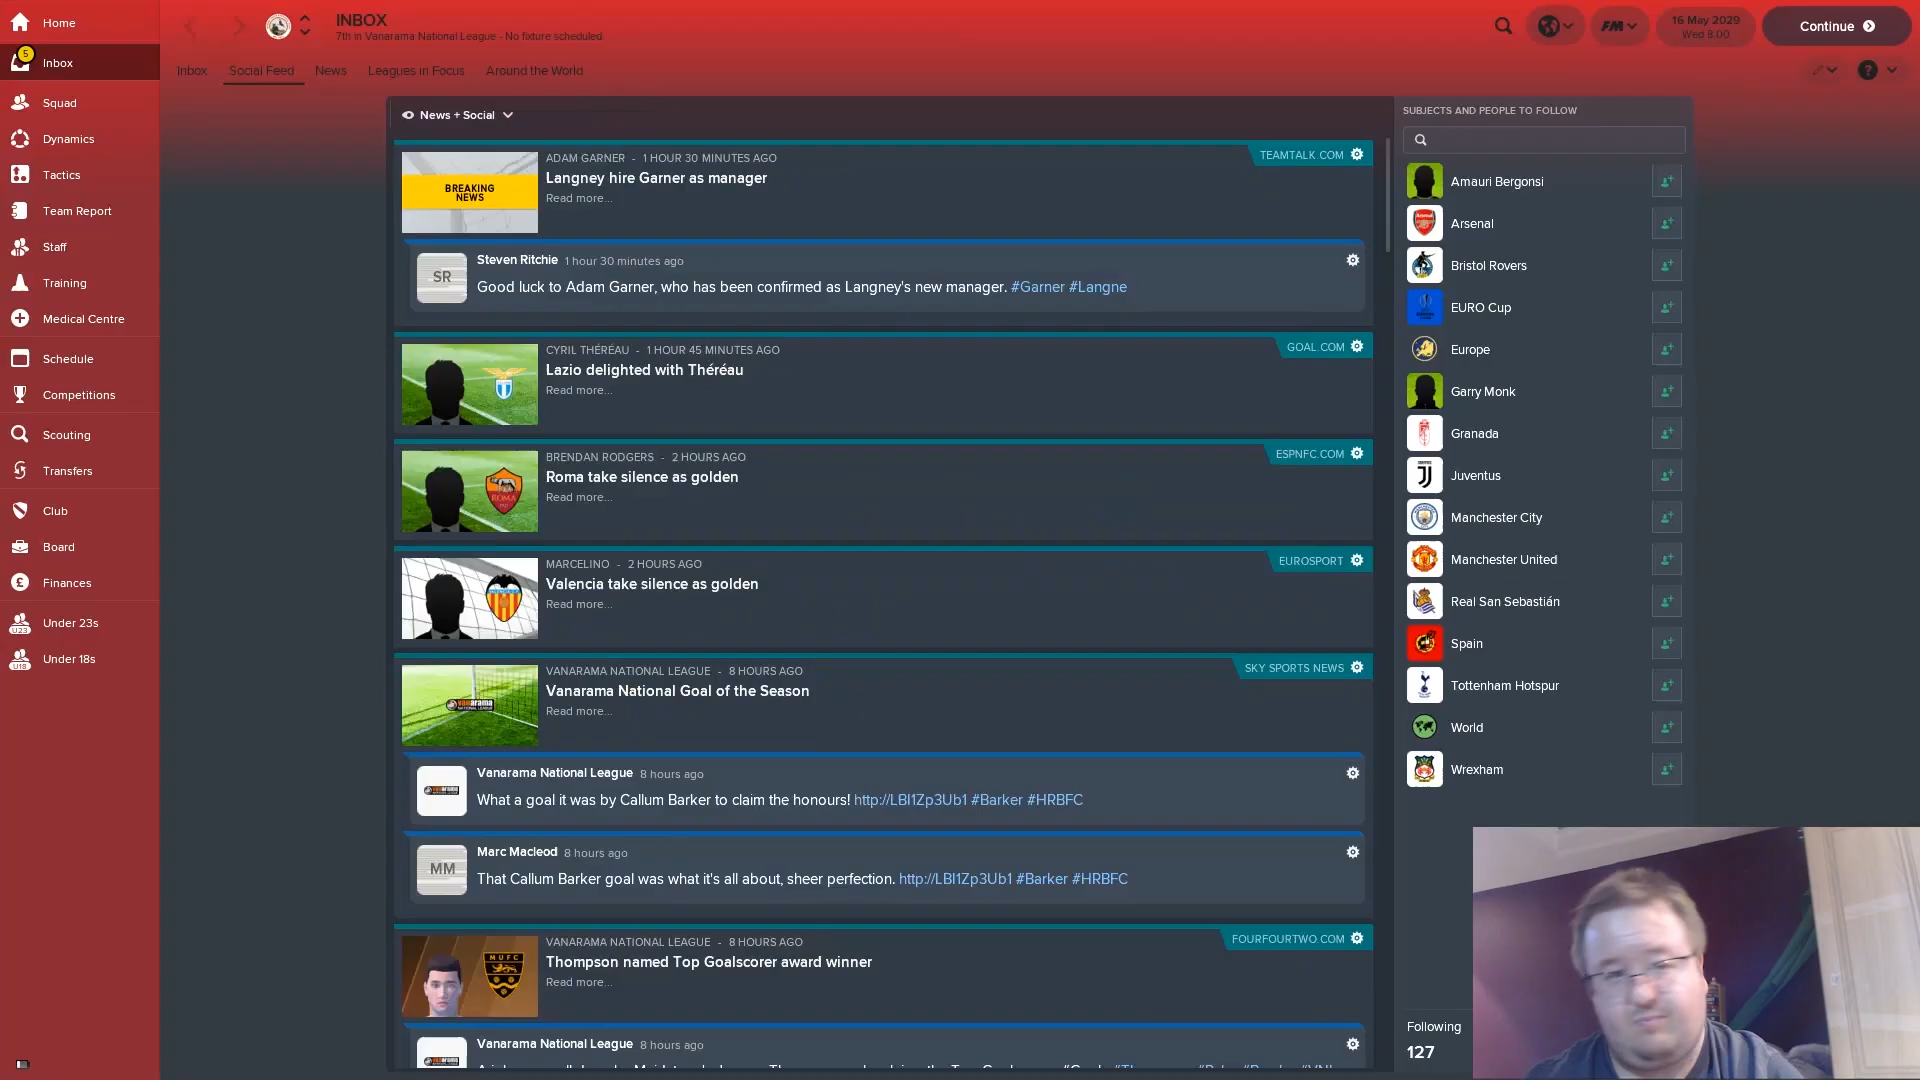 Home
5
Inbox
Squad
Dynamics
Tactics
Team Report
Staff
Training
Medical Centre
Schedule
Competitions
Scouting
Transfers
Club
Board
Finances
U23
Under 23s
U18
Under 18s
INBOX
7th in Vanarama National League - No fixture scheduled
FM
16 May 2029
Wed 8.00
Continue
Inbox
Social Feed
News
Leagues in Focus
Around the World
?
News + Social
BREAKING
NEWS
ADAM GARNER - 1 HOUR 30 MINUTES AGO
TEAMTALK.COM
Langney hire Garner as manager
Read more...
SR
Steven Ritchie 1 hour 30 minutes ago
Good luck to Adam Garner, who has been confirmed as Langney's new manager. #Garner #Langne
CYRIL THÉRÉAU - 1 HOUR 45 MINUTES AGO
GOAL.COM
Lazio delighted with Théréau
Read more...
BRENDAN RODGERS - 2 HOURS AGO
ESPNFC.COM
Roma take silence as golden
Read more...
ROMA
MARCELINO - 2 HOURS AGO
EUROSPORT
Valencia take silence as golden
Read more...
VANARAMA NATIONAL LEAGUE - 8 HOURS AGO
SKY SPORTS NEWS
Vanarama National Goal of the Season
Read more...
vanarama
Vanarama National League 8 hours ago
What a goal it was by Callum Barker to claim the honours! http://LBI1Zp3Ub1 #Barker #HRBFC
MM
Marc Macleod 8 hours ago
That Callum Barker goal was what it's all about, sheer perfection. http://LBI1Zp3Ub1 #Barker #HRBFC
VANARAMA NATIONAL LEAGUE - 8 HOURS AGO
FOURFOURTWO.COM
Thompson named Top Goalscorer award winner
Read more...
MUFC
Vanarama National League 8 hours ago
SUBJECTS AND PEOPLE TO FOLLOW
Amauri Bergonsi
Arsenal
Bristol Rovers
EURO Cup
Europe
Garry Monk
Granada
Juventus
Manchester City
Manchester United
Real San Sebastián
Spain
Tottenham Hotspur
World
Wrexham
Following
127